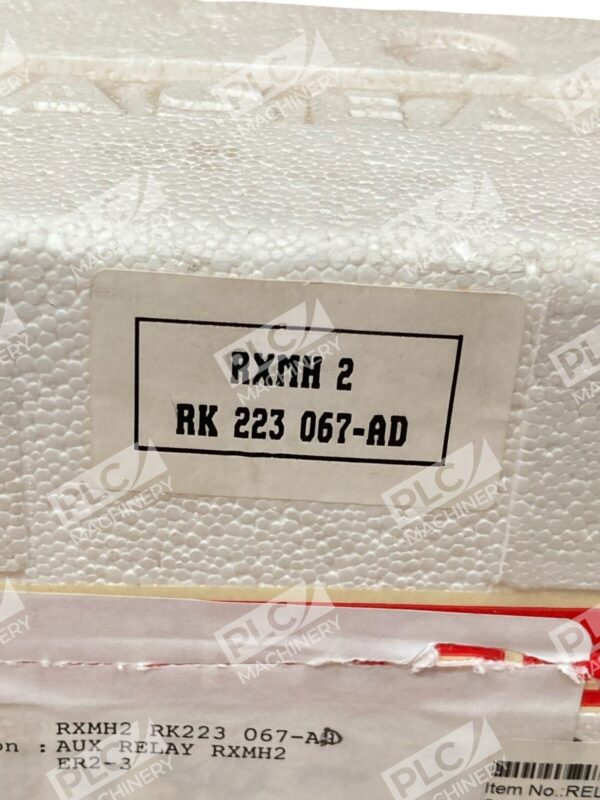 RXMH 2
RK 223 067-AD
RXMH2 RK223 067-AD
on : AUX RELAY RXMH2
ER2-3
Item No.:REL
PLC MACHINERY